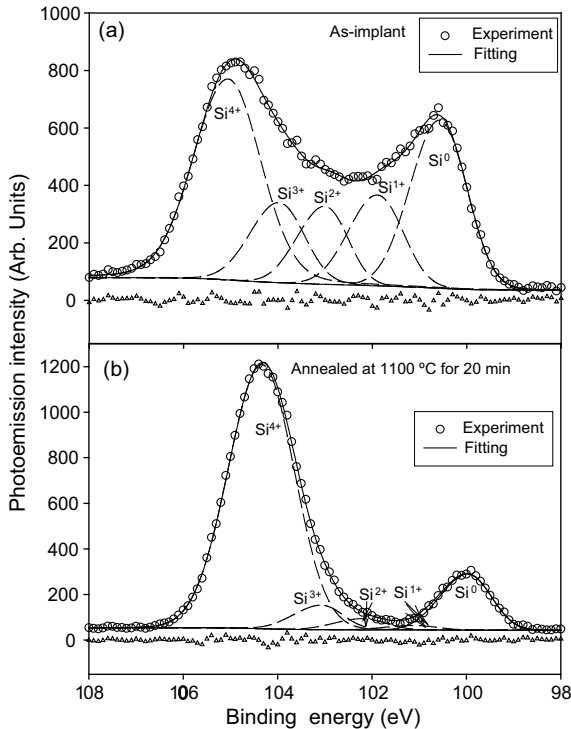 (a)
As-implant
Experiment
Fitting
Si4+
Si3+
Si2+
Si1+
Si0
1000
800
600
400
200
0
Photoemission intensity (Arb. Units)
(b)
Annealed at 1100 ºC for 20 min
Experiment
Fitting
Si4+
Si3+
Si2+
Si1+
Si0
1200
1000
800
600
400
200
0
108 106 104 102 100 98
Binding energy (eV)